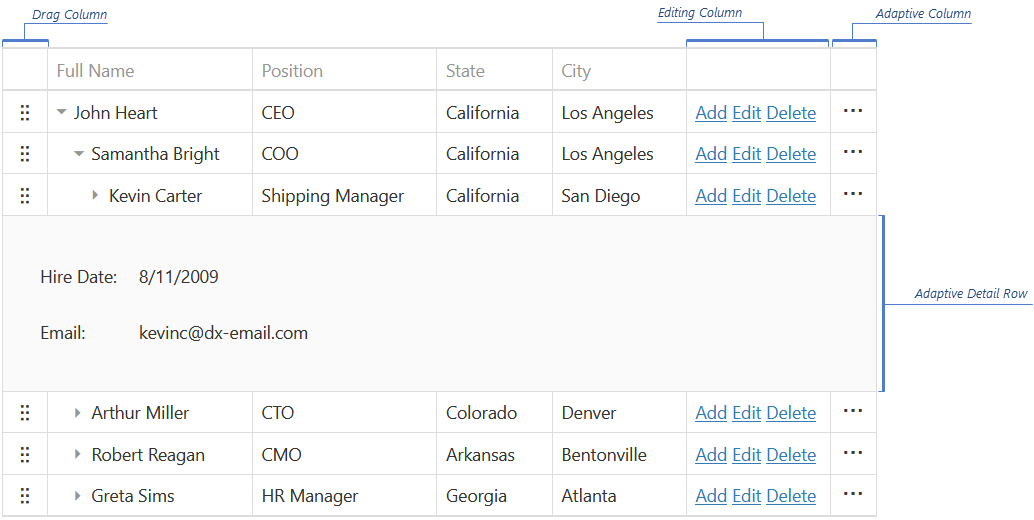 Drag Column Editing Column Adaptive Column
Full Name Position State City
John Heart CEO California Los Angeles Add Edit Delete ...
Samantha Bright COO California Los Angeles Add Edit Delete ...
Kevin Carter Shipping Manager California San Diego Add Edit Delete ...
Hire Date: 8/11/2009
Adaptive Detail Row
Email: kevinc@dx-email.com
Arthur Miller CTO Colorado Denver Add Edit Delete ...
Robert Reagan CMO Arkansas Bentonville Add Edit Delete ...
Greta Sims HR Manager Georgia Atlanta Add Edit Delete ...